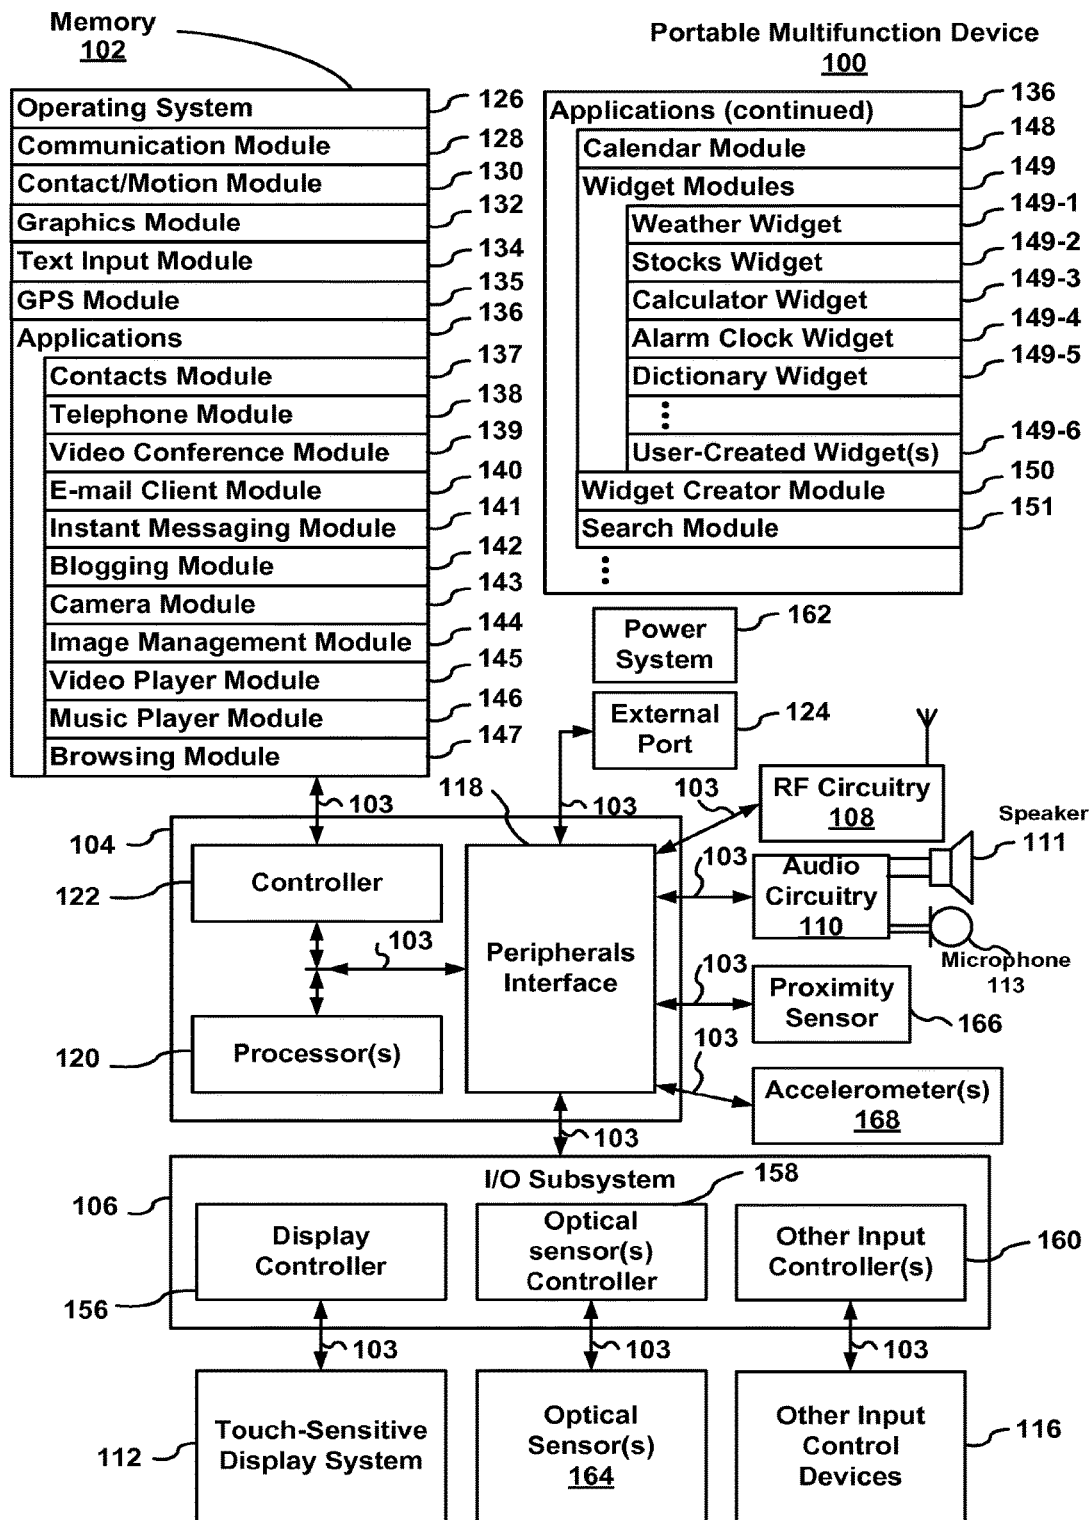 Memory
102
Portable Multifunction Device
100
Operating System
126
Communication Module
128
Contact/Motion Module
130
Graphics Module
132
Text Input Module
134
GPS Module
135
Applications
136
Contacts Module
137
Telephone Module
138
Video Conference Module
139
E-mail Client Module
140
Instant Messaging Module
141
Blogging Module
142
Camera Module
143
Image Management Module
144
Video Player Module
145
Music Player Module
146
Browsing Module
147
Applications (continued)
136
Calendar Module
148
Widget Modules
149
Weather Widget
149-1
Stocks Widget
149-2
Calculator Widget
149-3
Alarm Clock Widget
149-4
Dictionary Widget
149-5
User-Created Widget(s)
149-6
Widget Creator Module
150
Search Module
151
Power
System
162
External
Port
124
103
118
103
103
RF Circuitry
108
Speaker
111
104
Controller
122
103
Peripherals
Interface
103
Audio
Circuitry
110
Microphone
113
103
Proximity
Sensor
166
Processor(s)
120
103
Accelerometer(s)
168
103
I/O Subsystem
106
158
Display
Controller
156
Optical
sensor(s)
Controller
Other Input
Controller(s)
160
103
103
103
Touch-Sensitive
Display System
112
Optical
Sensor(s)
164
Other Input
Control
Devices
116